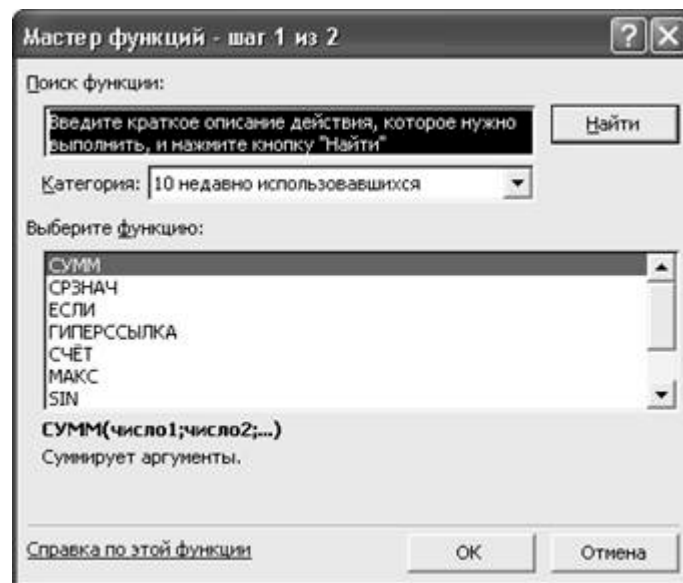 Мастер функций - шаг 1 из 2
Поиск функции:
Введите краткое описание действия, которое нужно
выполнить, и нажмите кнопку "Найти"
Найти
Категория: 10 недавно использовавшихся
Выберите функцию:
СУММ
СРЗНАЧ
ЕСЛИ
ГИПЕРССЫЛКА
СЧЁТ
МАКС
SIN
СУММ(число1;число2;...)
Суммирует аргументы.
Справка по этой функции
ОК
Отмена